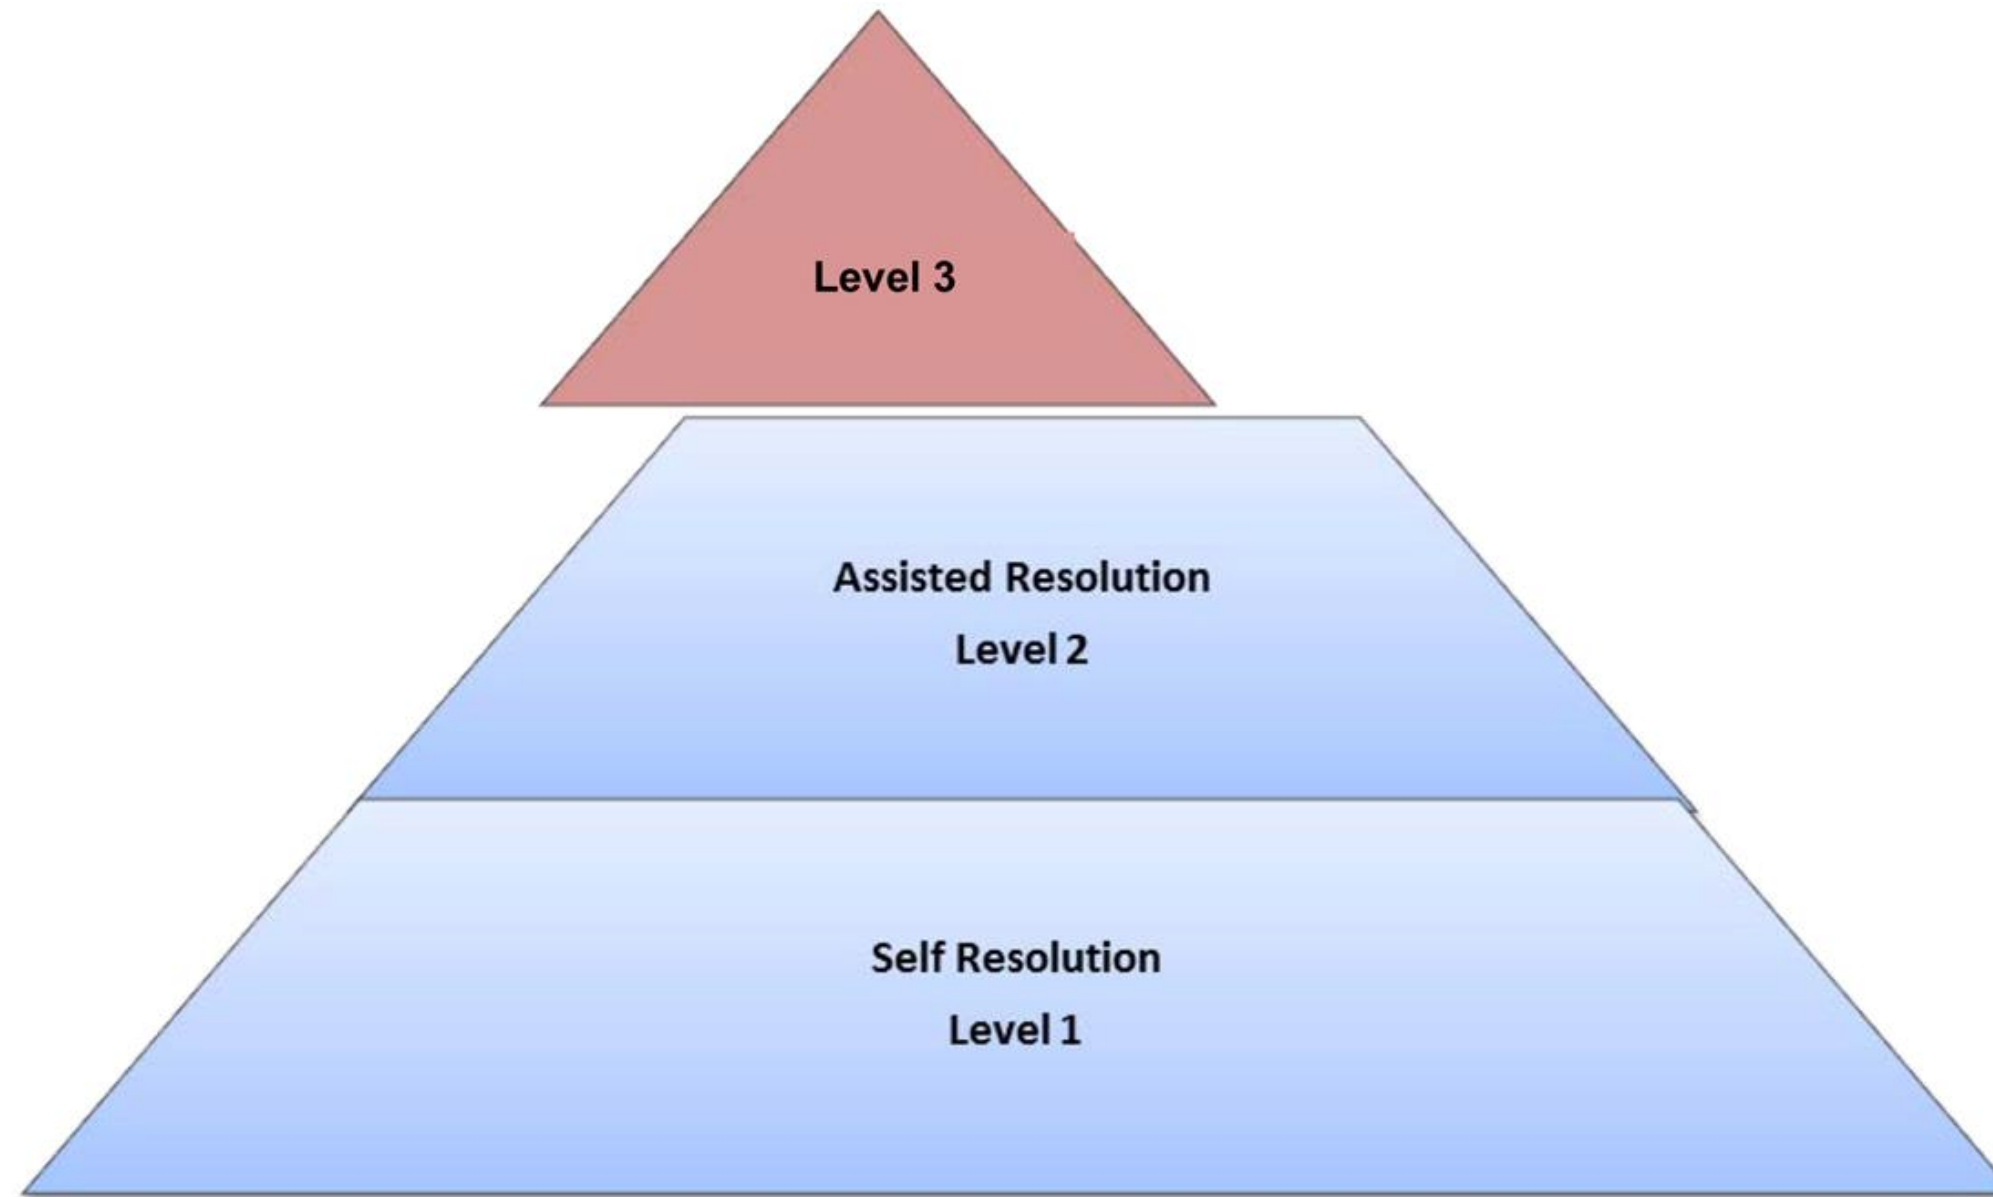 Level 3
Assisted Resolution
Level 2
Self Resolution
Level 1